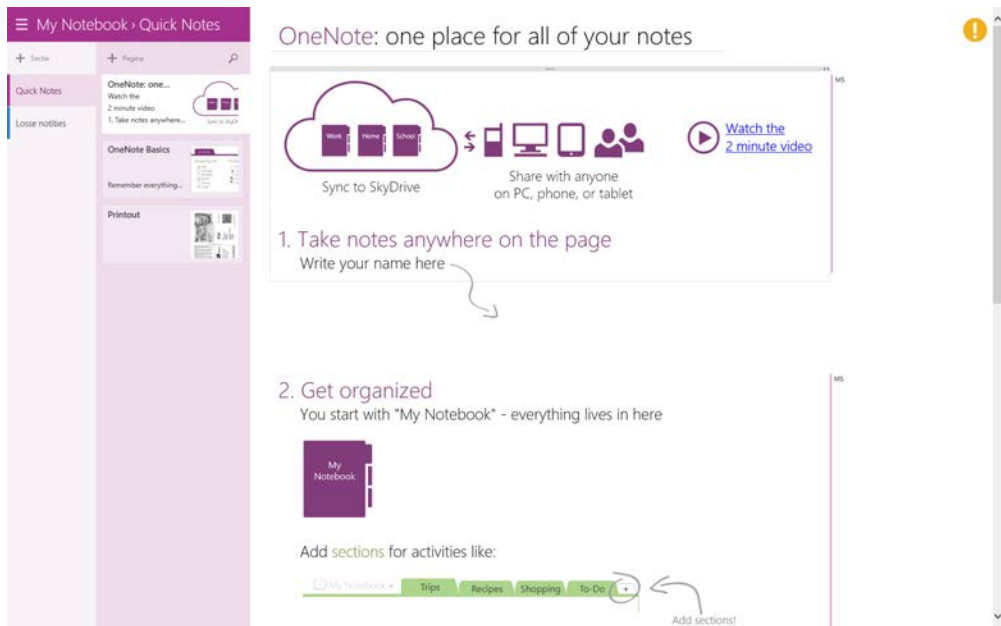 My Notebook › Quick Notes
+ Sectie
+ Pagina
Quick Notes
Losse notities
OneNote: one...
Watch the
2 minute video
1. Take notes anywhere...
Sync to SkyDr
OneNote Basics
Remember everything...
Printout
OneNote: one place for all of your notes
MS
Work
Home
School
Sync to SkyDrive
Share with anyone
on PC, phone, or tablet
Watch the
2 minute video
1. Take notes anywhere on the page
Write your name here
MS
2. Get organized
You start with "My Notebook" - everything lives in here
My
Notebook
Add sections for activities like:
My Notebook
Trips
Recipes
Shopping
To-Do
+
Add sections!